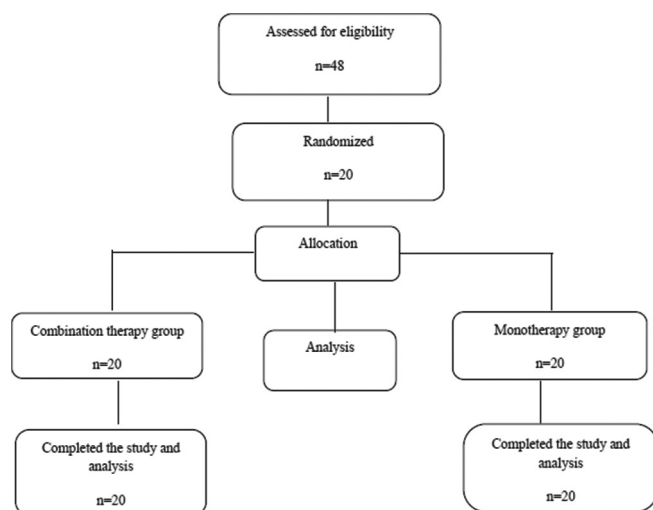 Assessed for eligibility
n=48
Randomized
n=20
Allocation
Combination therapy group
n=20
Analysis
Monotherapy group
n=20
Completed the study and
analysis
n=20
Completed the study and
analysis
n=20